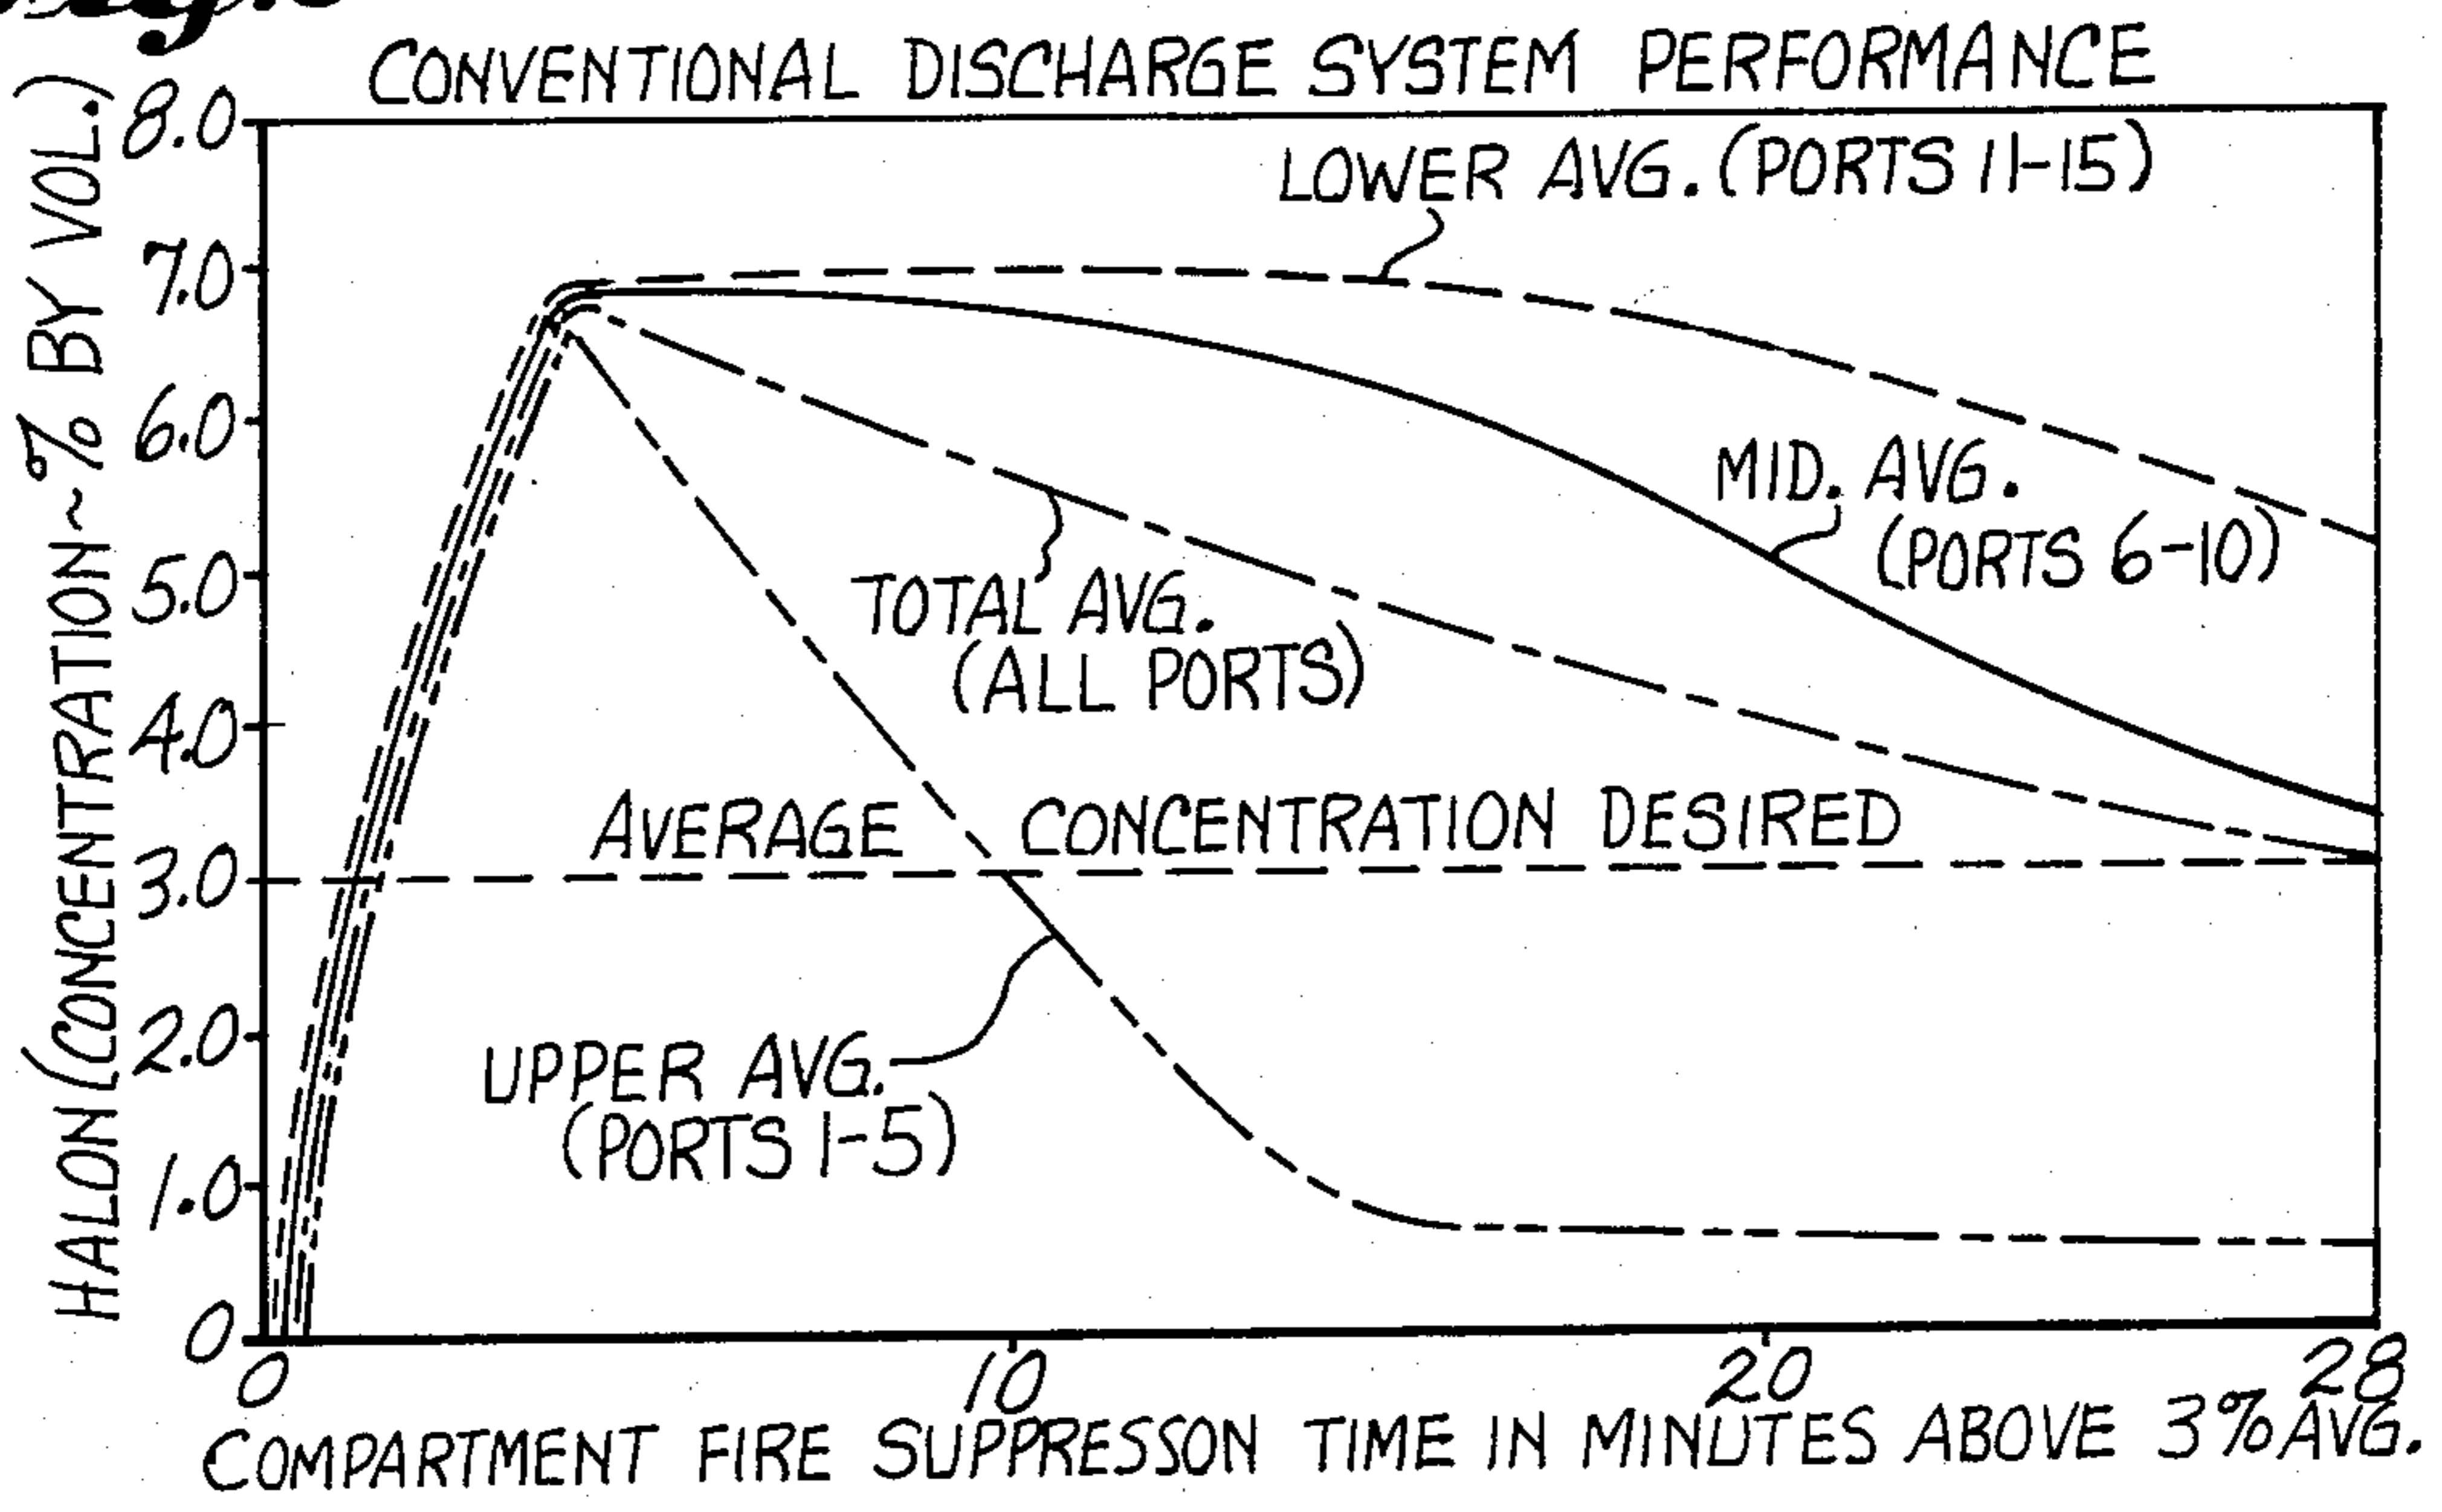 CONVENTIONAL DISCHARGE SYSTEM PERFORMANCE
HALON (CONCENTRATION ~ % BY VOL.)
8.0
7.0
6.0
5.0
4.0
3.0
2.0
1.0
0
LOWER AVG. (PORTS 11-15)
MID. AVG.
(PORTS 6-10)
TOTAL AVG.
(ALL PORTS)
AVERAGE CONCENTRATION DESIRED
UPPER AVG.
(PORTS 1-5)
0 10 20 28
COMPARTMENT FIRE SUPPRESSON TIME IN MINUTES ABOVE 3% AVG.